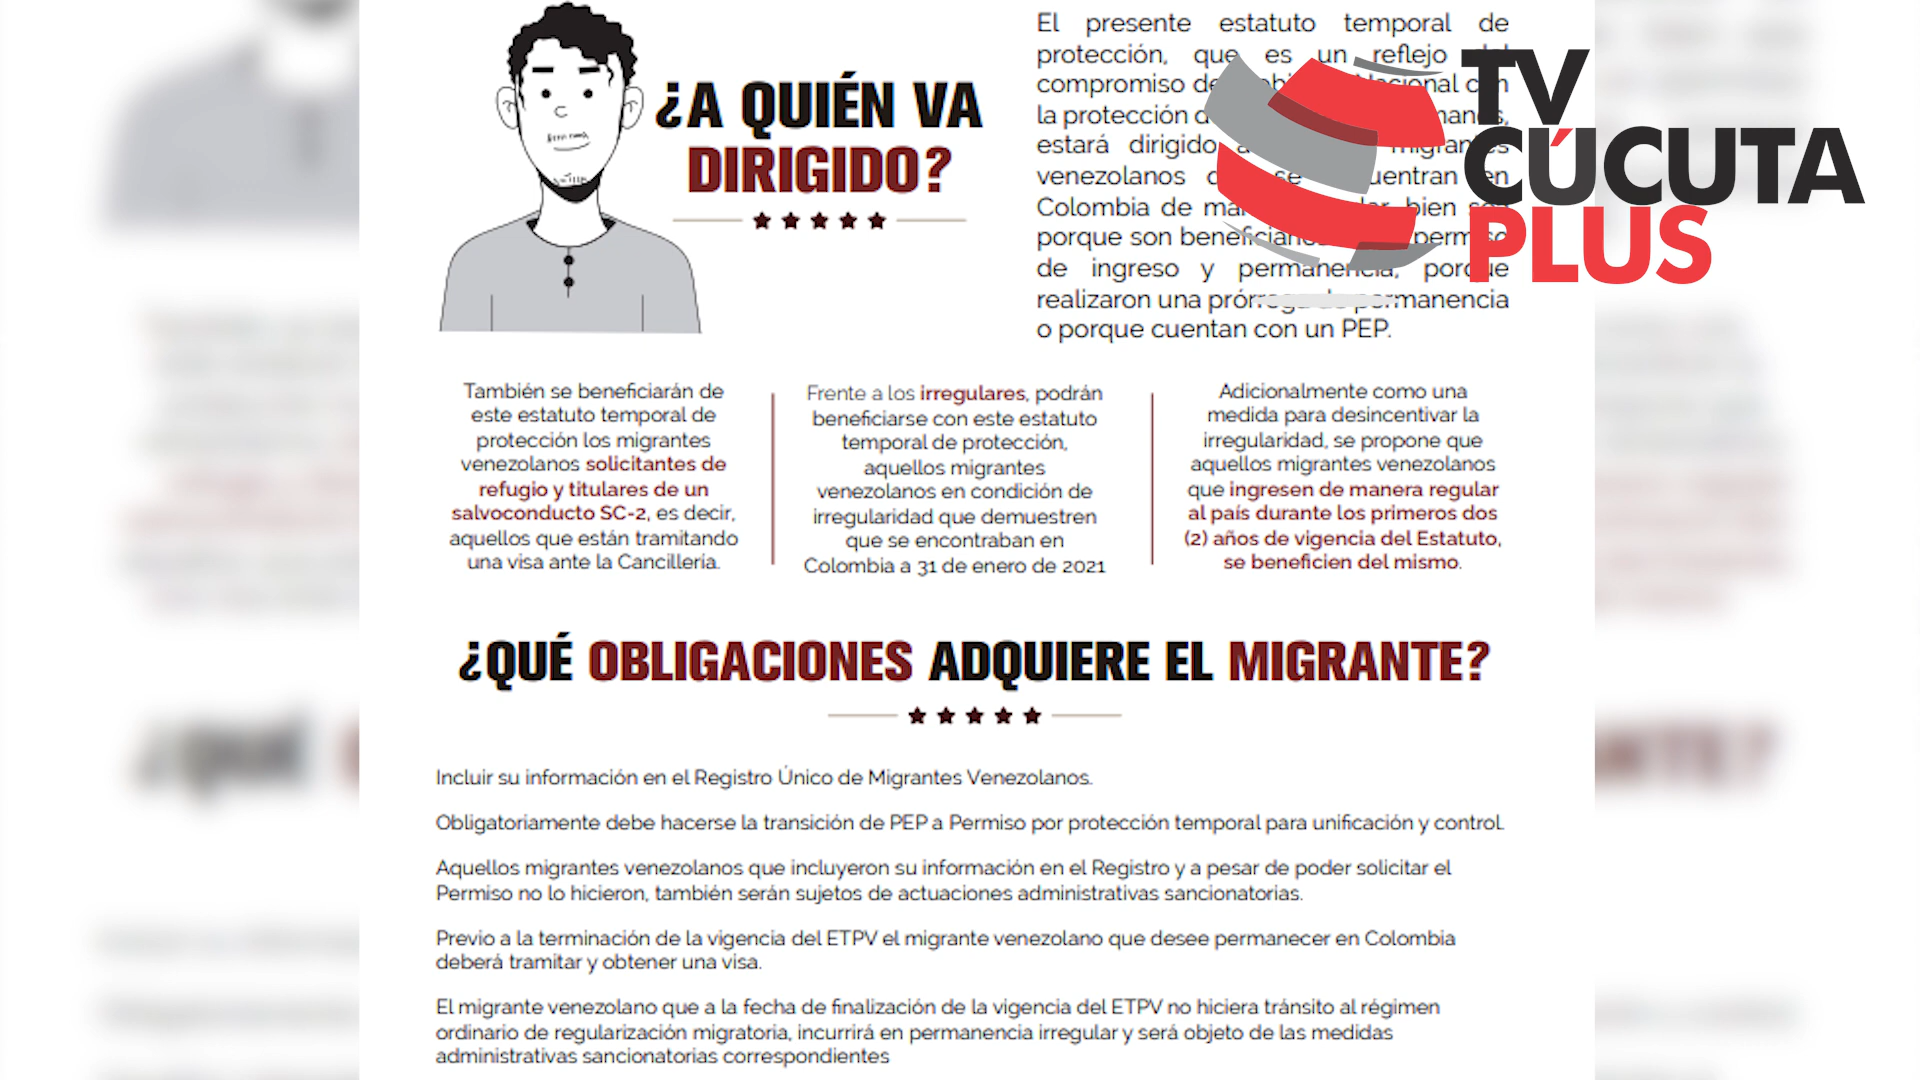 ¿A QUIÉN VA
DIRIGIDO?
El presente estatuto temporal de
protección, que es un reflejo
compromiso con
la protección
estará dirigido
venezolanos se en
Colombia de bien
porque son
de ingreso y permanencia, porque
realizaron una permanencia
o porque cuentan con un PEP.
TV
CÚCUTA
PLUS
También se beneficiarán de
este estatuto temporal de
protección los migrantes
venezolanos solicitantes de
refugio y titulares de un
salvoconducto SC-2, es decir,
aquellos que están tramitando
una visa ante la Cancillería.
Frente a los irregulares, podrán
beneficiarse con este estatuto
temporal de protección,
aquellos migrantes
venezolanos en condición de
irregularidad que demuestren
que se encontraban en
Colombia a 31 de enero de 2021
Adicionalmente como una
medida para desincentivar la
irregularidad, se propone que
aquellos migrantes venezolanos
que ingresen de manera regular
al país durante los primeros dos
(2) años de vigencia del Estatuto,
se beneficien del mismo.
¿QUÉ OBLIGACIONES ADQUIERE EL MIGRANTE?
Incluir su información en el Registro Único de Migrantes Venezolanos.
Obligatoriamente debe hacerse la transición de PEP a Permiso por protección temporal para unificación y control.
Aquellos migrantes venezolanos que incluyeron su información en el Registro y a pesar de poder solicitar el
Permiso no lo hicieron, también serán sujetos de actuaciones administrativas sancionatorias.
Previo a la terminación de la vigencia del ETPV el migrante venezolano que desee permanecer en Colombia
deberá tramitar y obtener una visa.
El migrante venezolano que a la fecha de finalización de la vigencia del ETPV no hiciera tránsito al régimen
ordinario de regularización migratoria, incurrirá en permanencia irregular y será objeto de las medidas
administrativas sancionatorias correspondientes